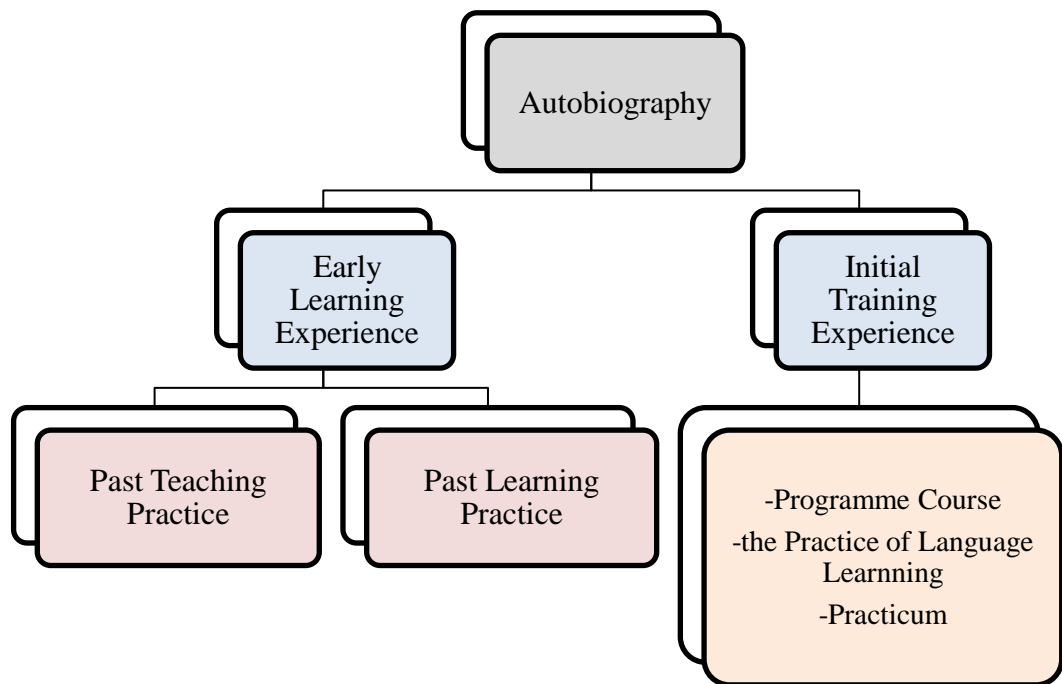 Autobiography
Early
Learning
Experience
Initial
Training
Experience
Past Teaching
Practice
Past Learning
Practice
-Programme Course
-the Practice of Language
Learnning
-Practicum